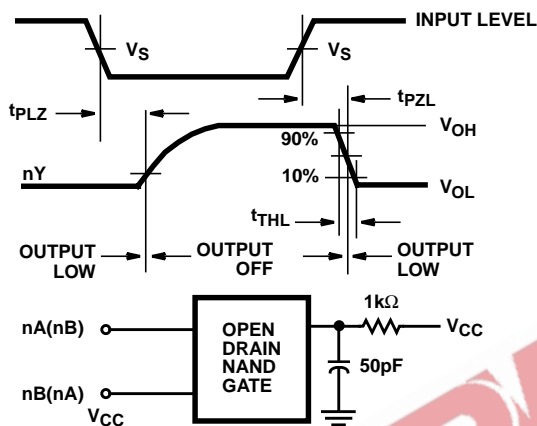 INPUT LEVEL
VS
VS
tPLZ
tPZL
VOH
90%
nY
10%
VOL
tTHL
OUTPUT LOW
OUTPUT OFF
OUTPUT LOW
1kΩ
nA(nB)
OPEN
DRAIN
NAND
GATE
VCC
50pF
nB(nA)
VCC